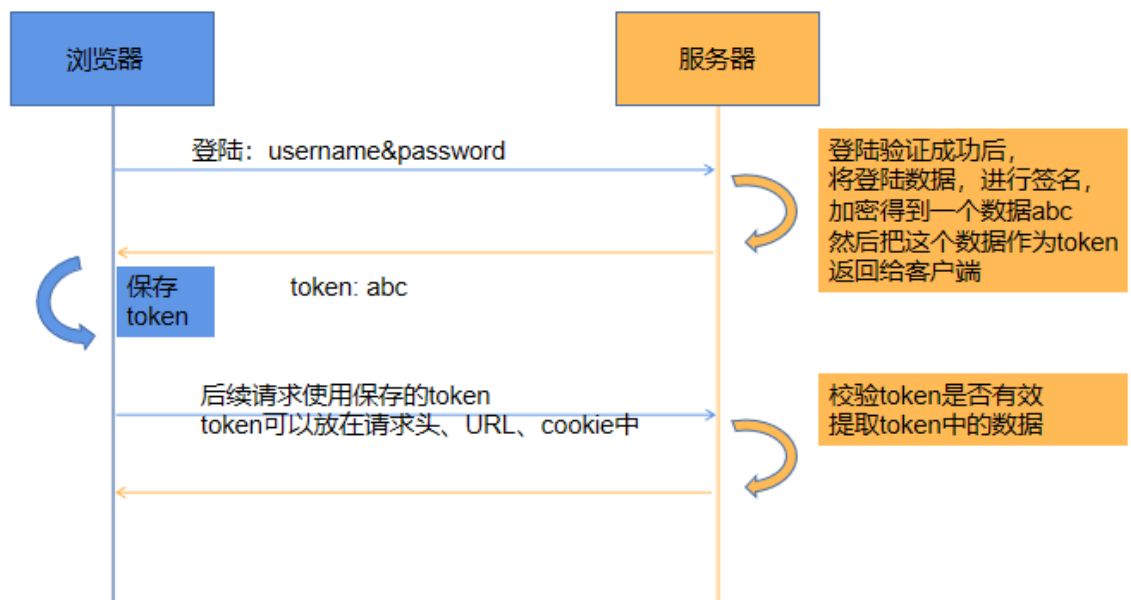 浏览器
服务器
登陆：username&password
登陆验证成功后，
将登陆数据，进行签名，
加密得到一个数据abc
然后把这个数据作为token
返回给客户端
保存
token
token: abc
后续请求使用保存的token
token可以放在请求头、URL、cookie中
校验token是否有效
提取token中的数据